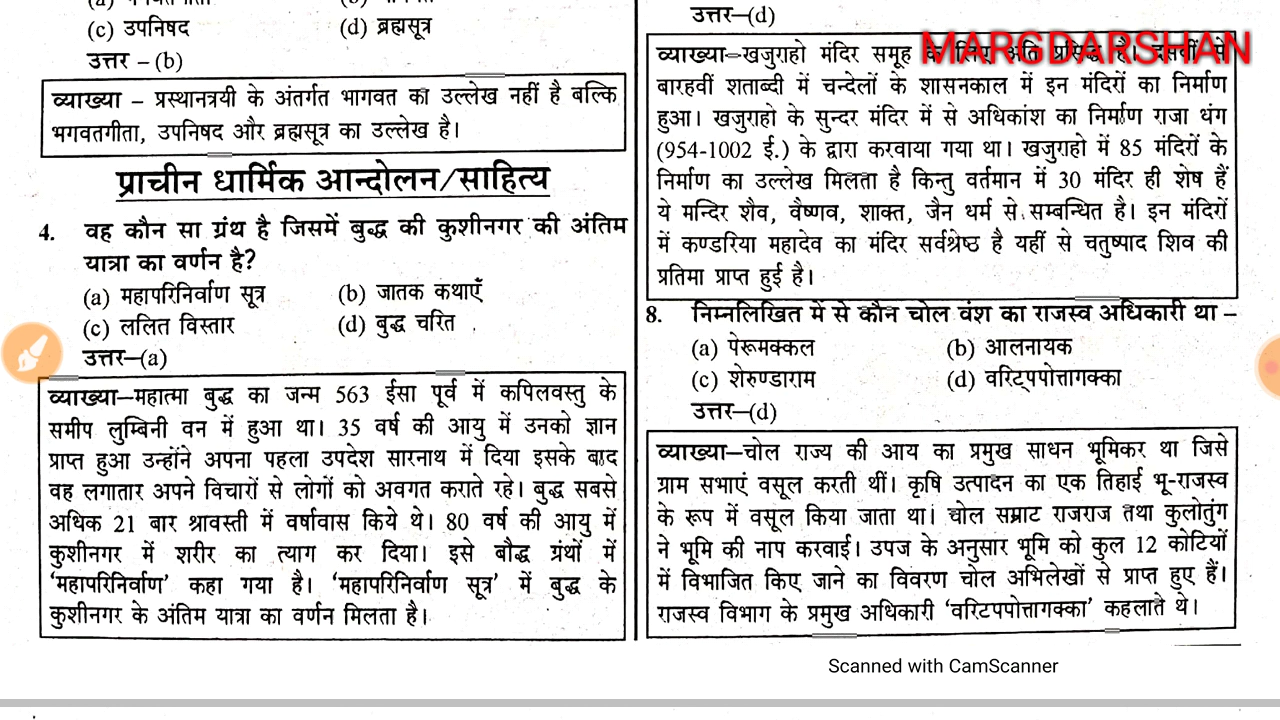 (c) उपनिषद (d) ब्रह्मसूत्र
उत्तर – (b)
व्याख्या – प्रस्थानत्रयी के अंतर्गत भागवत का उल्लेख नहीं है बल्कि
भगवतगीता, उपनिषद और ब्रह्मसूत्र का उल्लेख है।
प्राचीन धार्मिक आन्दोलन/साहित्य
4. वह कौन सा ग्रंथ है जिसमें बुद्ध की कुशीनगर की अंतिम
यात्रा का वर्णन है?
(a) महापरिनिर्वाण सूत्र (b) जातक कथाएँ
(c) ललित विस्तार (d) बुद्ध चरित
उत्तर–(a)
व्याख्या–महात्मा बुद्ध का जन्म 563 ईसा पूर्व में कपिलवस्तु के
समीप लुम्बिनी वन में हुआ था। 35 वर्ष की आयु में उनको ज्ञान
प्राप्त हुआ उन्होंने अपना पहला उपदेश सारनाथ में दिया इसके बाद
वह लगातार अपने विचारों से लोगों को अवगत कराते रहे। बुद्ध सबसे
अधिक 21 बार श्रावस्ती में वर्षावास किये थे। 80 वर्ष की आयु में
कुशीनगर में शरीर का त्याग कर दिया। इसे बौद्ध ग्रंथों में
‘महापरिनिर्वाण’ कहा गया है। ‘महापरिनिर्वाण सूत्र’ में बुद्ध के
कुशीनगर के अंतिम यात्रा का वर्णन मिलता है।
उत्तर–(d)
MARGDARSHAN
व्याख्या–खजुराहो मंदिर समूह के लिए अति प्रसिद्ध है।
बारहवीं शताब्दी में चन्देलों के शासनकाल में इन मंदिरों का निर्माण
हुआ। खजुराहो के सुन्दर मंदिर में से अधिकांश का निर्माण राजा धंग
(954-1002 ई.) के द्वारा करवाया गया था। खजुराहो में 85 मंदिरों के
निर्माण का उल्लेख मिलता है किन्तु वर्तमान में 30 मंदिर ही शेष हैं
ये मन्दिर शैव, वैष्णव, शाक्त, जैन धर्म से सम्बन्धित है। इन मंदिरों
में कण्डरिया महादेव का मंदिर सर्वश्रेष्ठ है यहीं से चतुष्पाद शिव की
प्रतिमा प्राप्त हुई है।
8. निम्नलिखित में से कौन चोल वंश का राजस्व अधिकारी था –
(a) पेरूमक्कल (b) आलनायक
(c) शेरुण्डाराम (d) वरिट्पपोत्तागक्का
उत्तर–(d)
व्याख्या–चोल राज्य की आय का प्रमुख साधन भूमिकर था जिसे
ग्राम सभाएं वसूल करती थीं। कृषि उत्पादन का एक तिहाई भू-राजस्व
के रूप में वसूल किया जाता था। चोल सम्राट राजराज तथा कुलोतुंग
ने भूमि की नाप करवाई। उपज के अनुसार भूमि को कुल 12 कोटियों
में विभाजित किए जाने का विवरण चोल अभिलेखों से प्राप्त हुए हैं।
राजस्व विभाग के प्रमुख अधिकारी ‘वरिटपपोत्तागक्का’ कहलाते थे।
Scanned with CamScanner